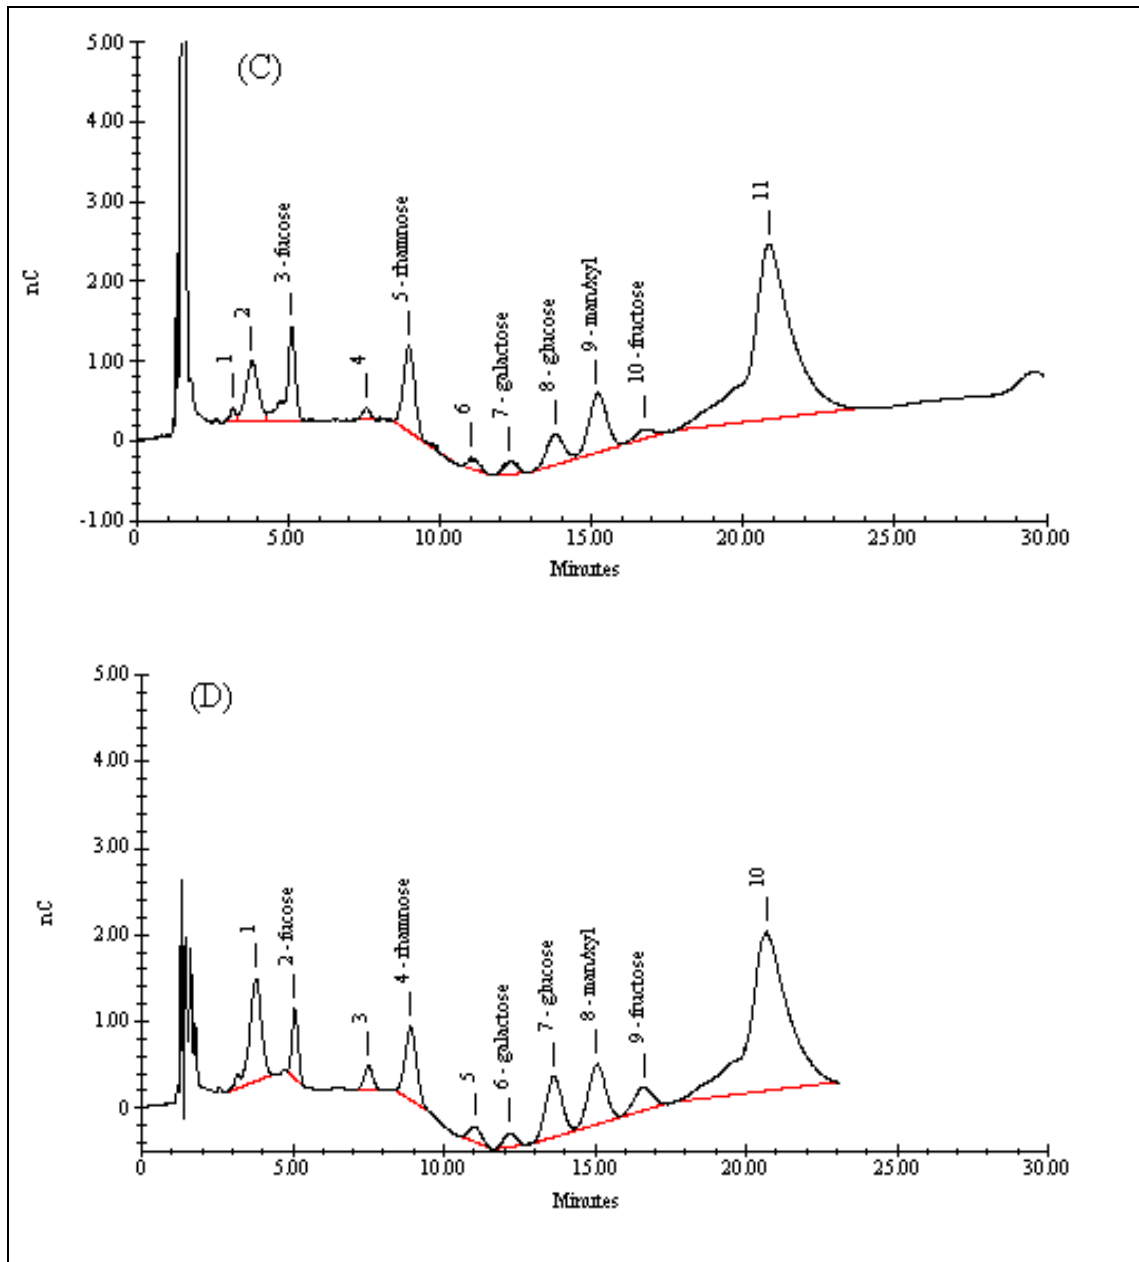 (C)
5.00
4.00
3.00
2.00
1.00
0
-1.00
nC
1
2
3 - fucose
4
5 - rhamnose
6
7 - galactose
8 - glucose
9 - man/xyl
10 - fructose
11
0 5.00 10.00 15.00 20.00 25.00 30.00
Minutes
(D)
5.00
4.00
3.00
2.00
1.00
0
nC
1
2 - fucose
3
4 - rhamnose
5
6 - galactose
7 - glucose
8 - man/xyl
9 - fructose
10
0 5.00 10.00 15.00 20.00 25.00 30.00
Minutes